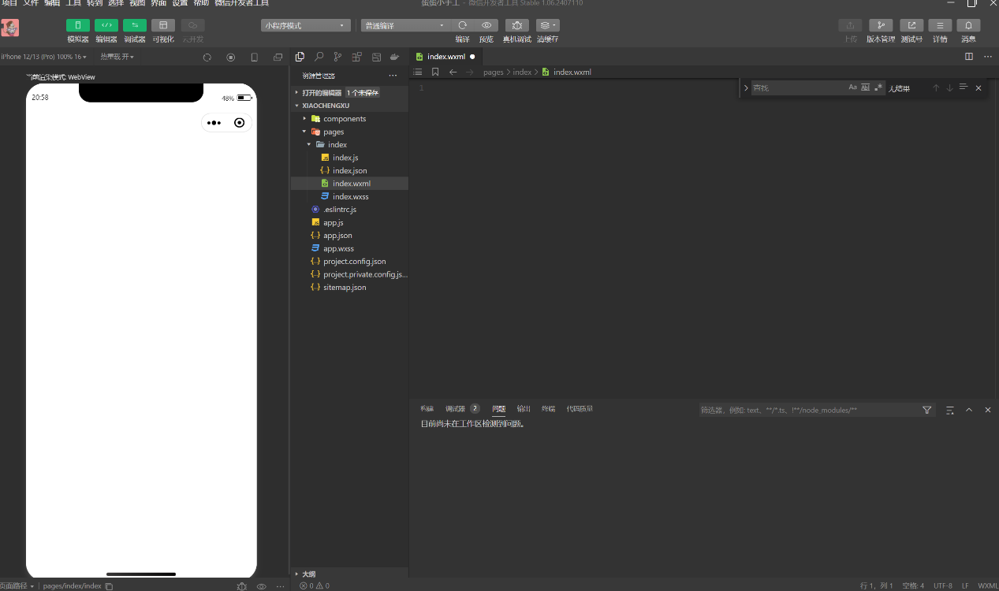 项目 文件 编辑 工具 转到 选择 视图 界面 设置 帮助 微信开发者工具
蛋蛋小手工 - 微信开发者工具 Stable 1.06.2407110
小程序模式 普通编译
模拟器 编辑器 调试器 可视化 云开发 编译 预览 真机调试 清缓存 上传 版本管理 测试号 详情 消息
iPhone 12/13 (Pro) 100% 16 热重载 开
index.wxml
pages > index > index.wxml
WebView
资源管理器
查找 Aa Abl .* 无结果
1
20:58 48%
打开的编辑器 1 个未保存
XIAOCHENGXU
components
pages
index
index.js
index.json
index.wxml
index.wxss
.eslintrc.js
app.js
app.json
app.wxss
project.config.json
project.private.config.js...
sitemap.json
构建 调试器 2 问题 输出 终端 代码质量
筛选器，例如: text、**/*.ts、!**/node_modules/**
目前尚未在工作区检测到问题。
大纲
页面路径 pages/index/index
0 0
行 1，列 1 空格: 4 UTF-8 LF WXML